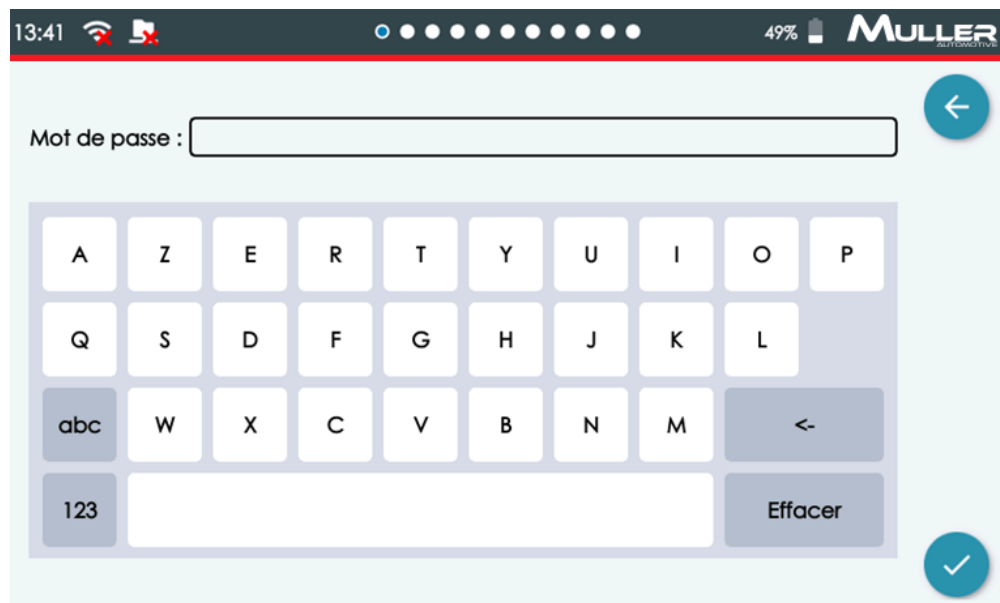 13:41 49% MULLER
AUTOMOTIVE
Mot de passe :
A Z E R T Y U I O P
Q S D F G H J K L
abc W X C V B N M <-
123 Effacer